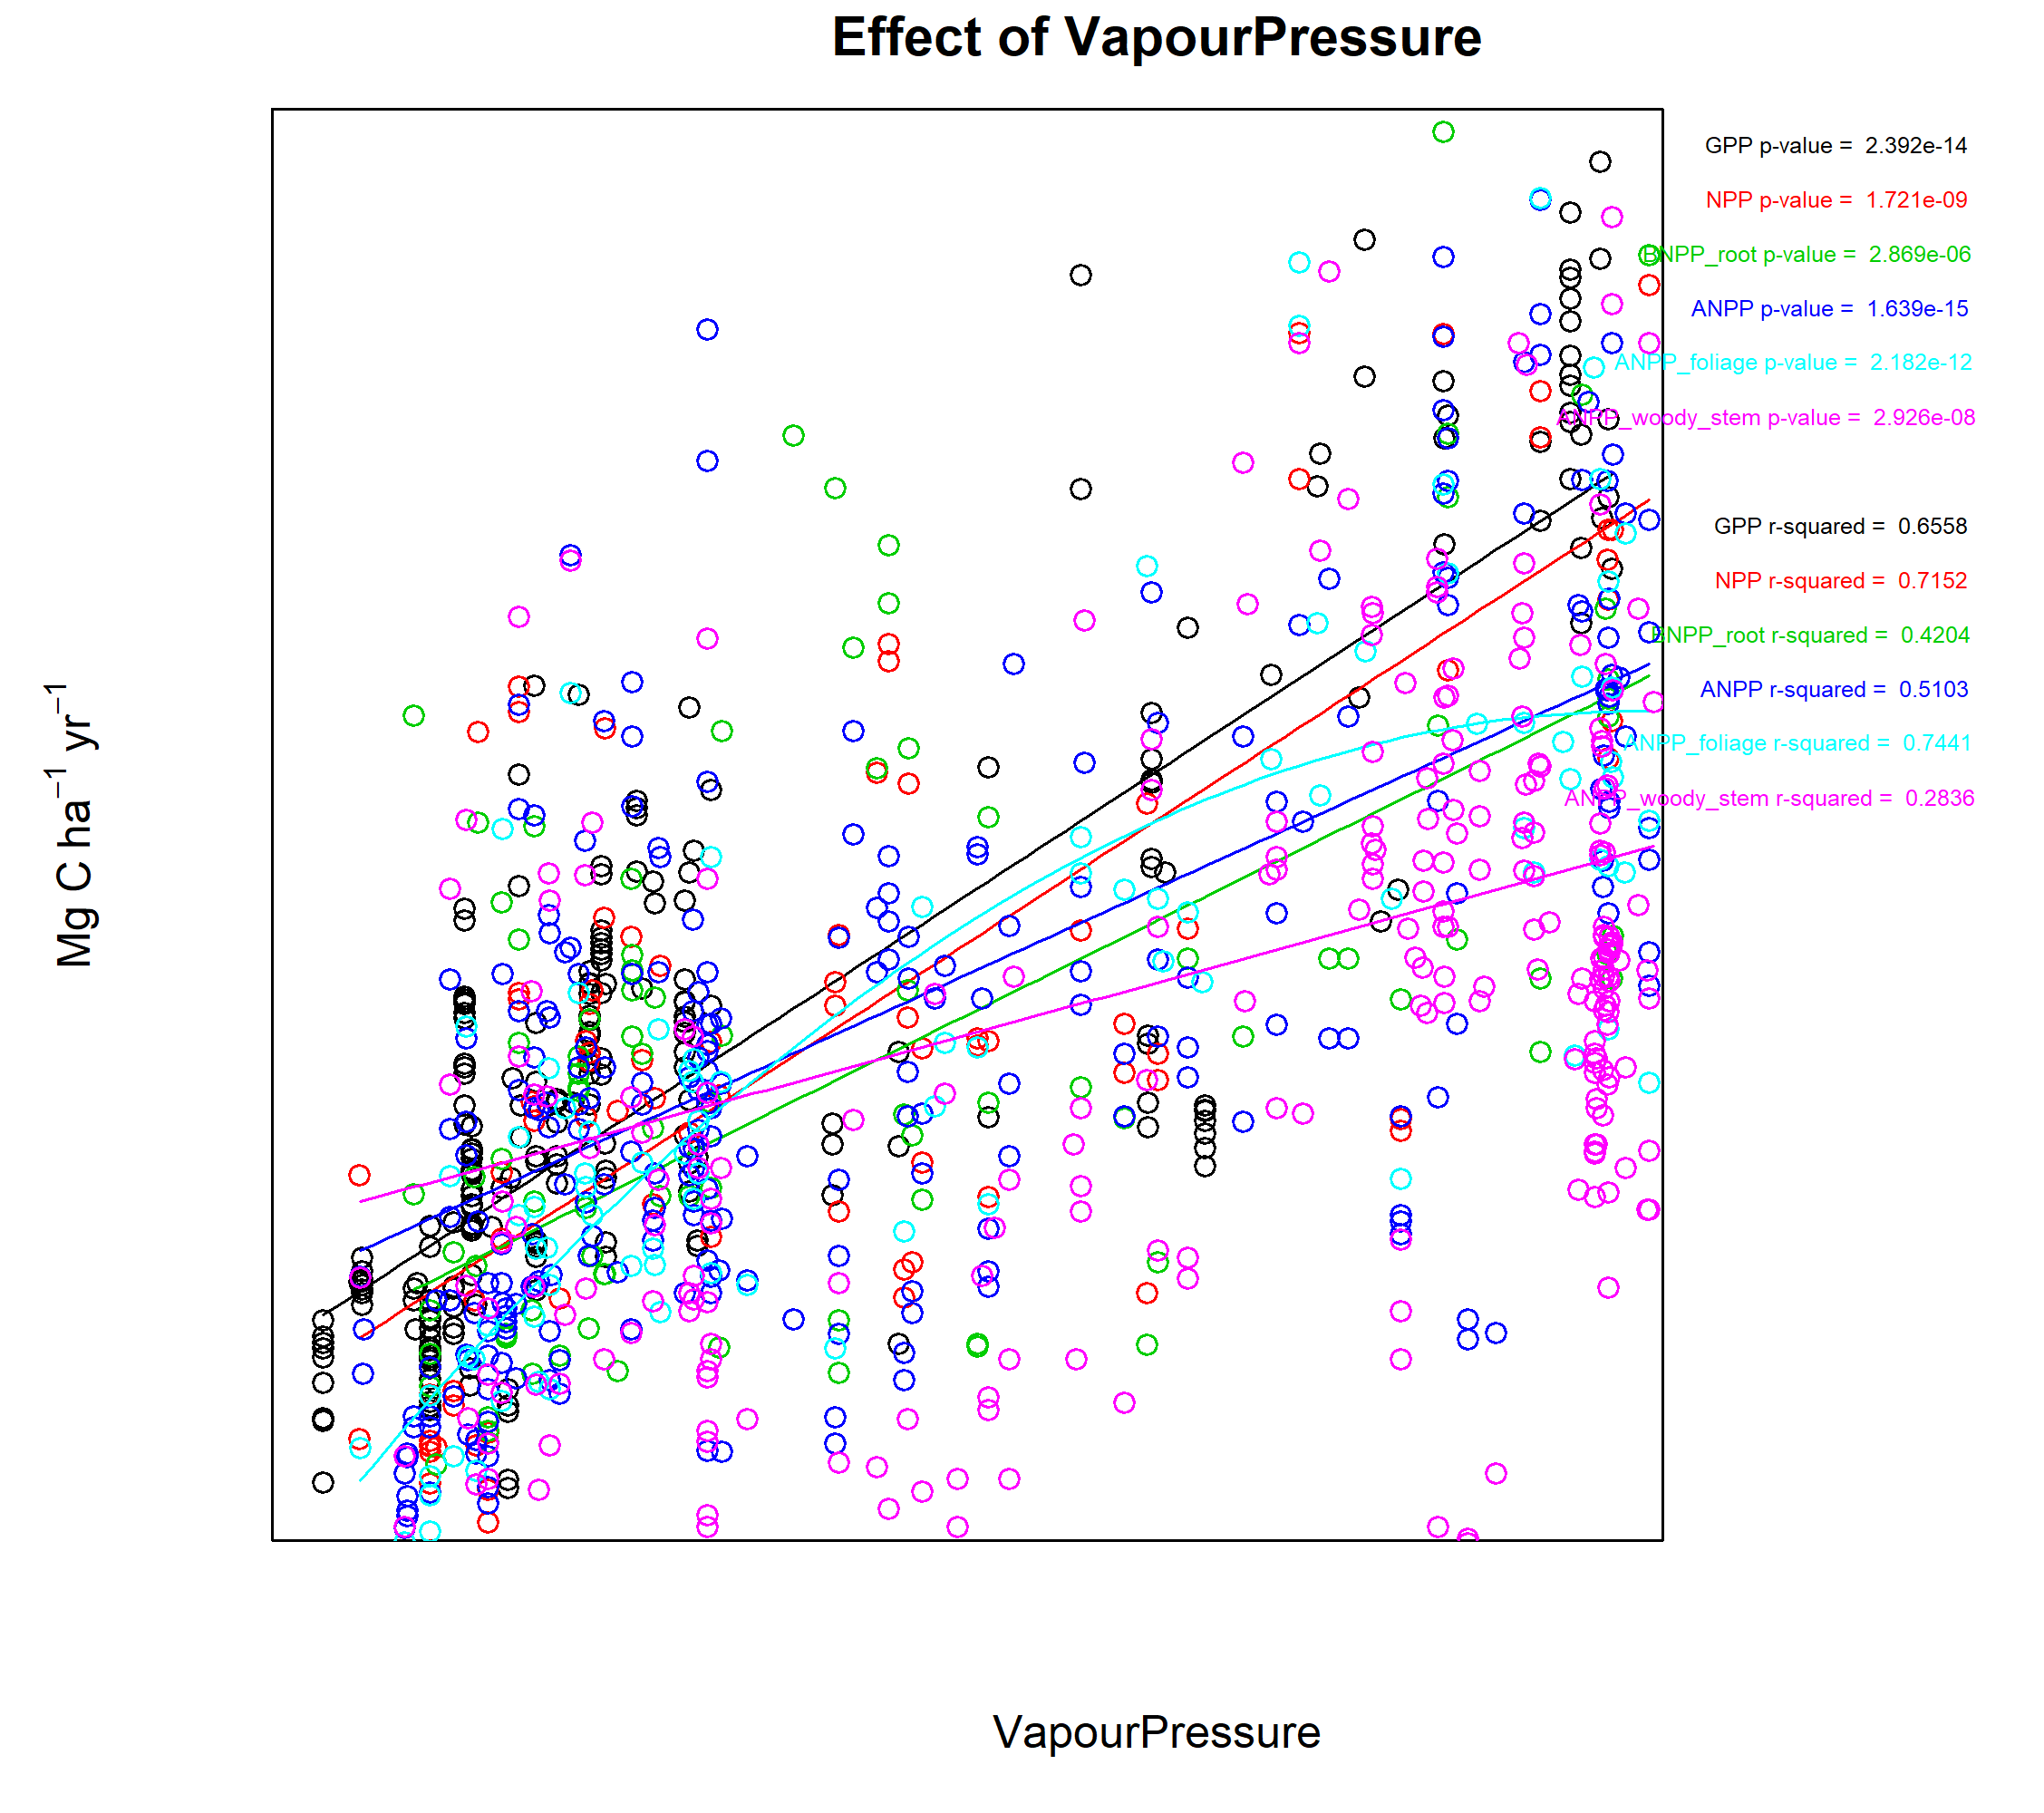 Effect of VapourPressure
GPP p-value = 2.392e-14
NPP p-value = 1.721e-09
BNPP_root p-value = 2.869e-06
ANPP p-value = 1.639e-15
ANPP_foliage p-value = 2.182e-12
ANPP_woody_stem p-value = 2.926e-08
GPP r-squared = 0.6558
NPP r-squared = 0.7152
BNPP_root r-squared = 0.4204
ANPP r-squared = 0.5103
ANPP_foliage r-squared = 0.7441
ANPP_woody_stem r-squared = 0.2836
Mg C ha⁻¹ yr⁻¹
VapourPressure